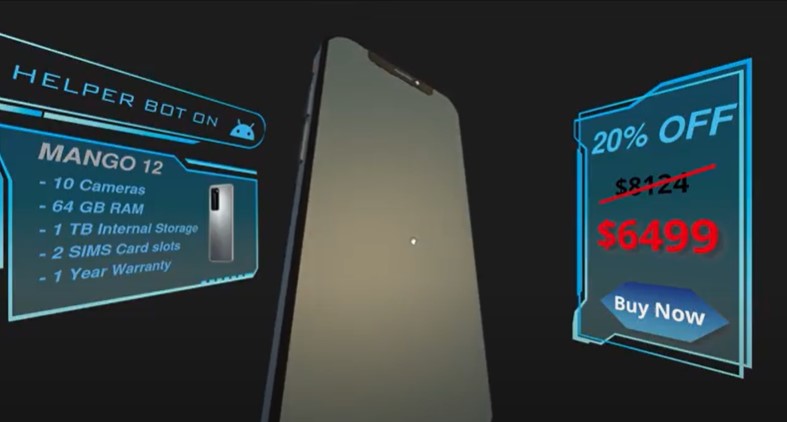 HELPER BOT ON
MANGO 12
- 10 Cameras
- 64 GB RAM
- 1 TB Internal Storage
- 2 SIMS Card slots
- 1 Year Warranty
20% OFF
$8124
$6499
Buy Now